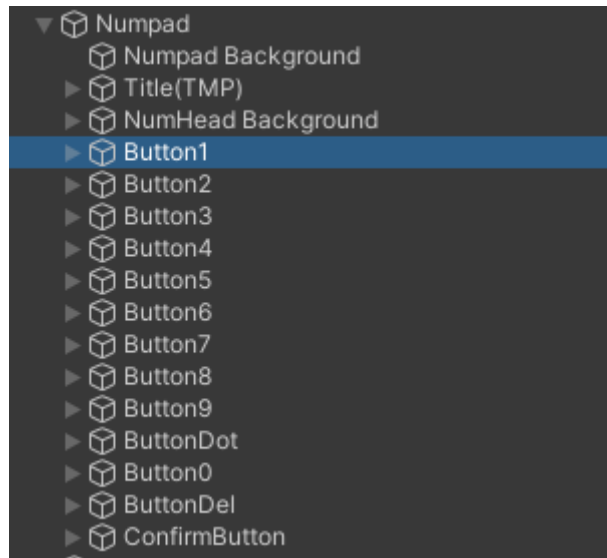 Numpad
Numpad Background
Title(TMP)
NumHead Background
Button1
Button2
Button3
Button4
Button5
Button6
Button7
Button8
Button9
ButtonDot
Button0
ButtonDel
ConfirmButton